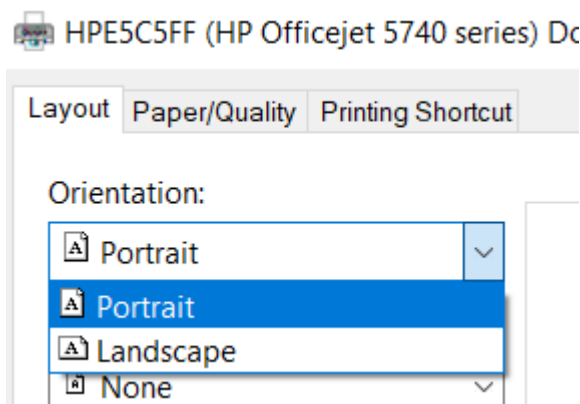 HPE5C5FF (HP Officejet 5740 series) Do
Layout Paper/Quality Printing Shortcut
Orientation:
A Portrait
A Portrait
A Landscape
A None